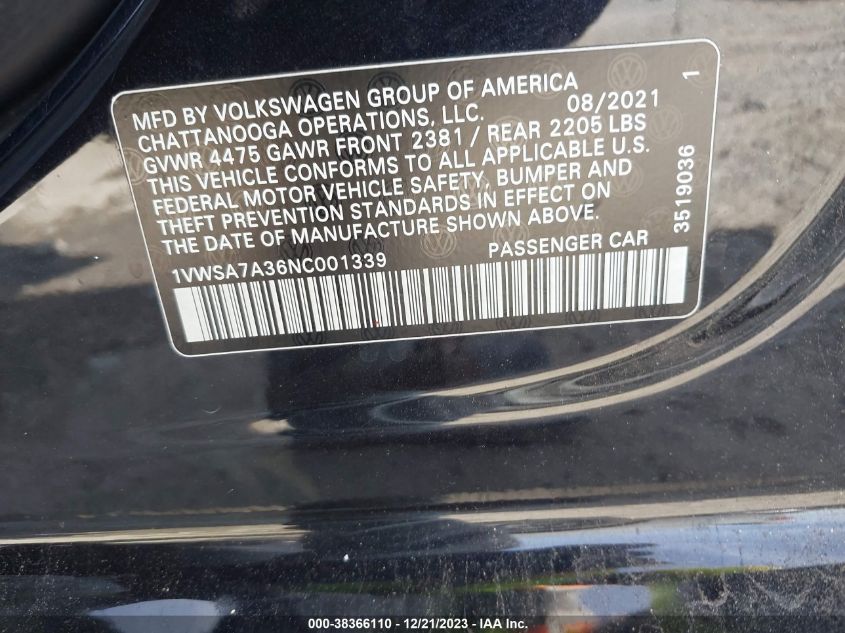 MFD BY VOLKSWAGEN GROUP OF AMERICA
CHATTANOOGA OPERATIONS, LLC. 08/2021
GVWR 4475 GAWR FRONT 2381 / REAR 2205 LBS
THIS VEHICLE CONFORMS TO ALL APPLICABLE U.S.
FEDERAL MOTOR VEHICLE SAFETY, BUMPER AND
THEFT PREVENTION STANDARDS IN EFFECT ON
THE DATE OF MANUFACTURE SHOWN ABOVE.
1VWSA7A36NC001339 PASSENGER CAR
3519036 1
000-38366110 - 12/21/2023 - © IAA Inc.